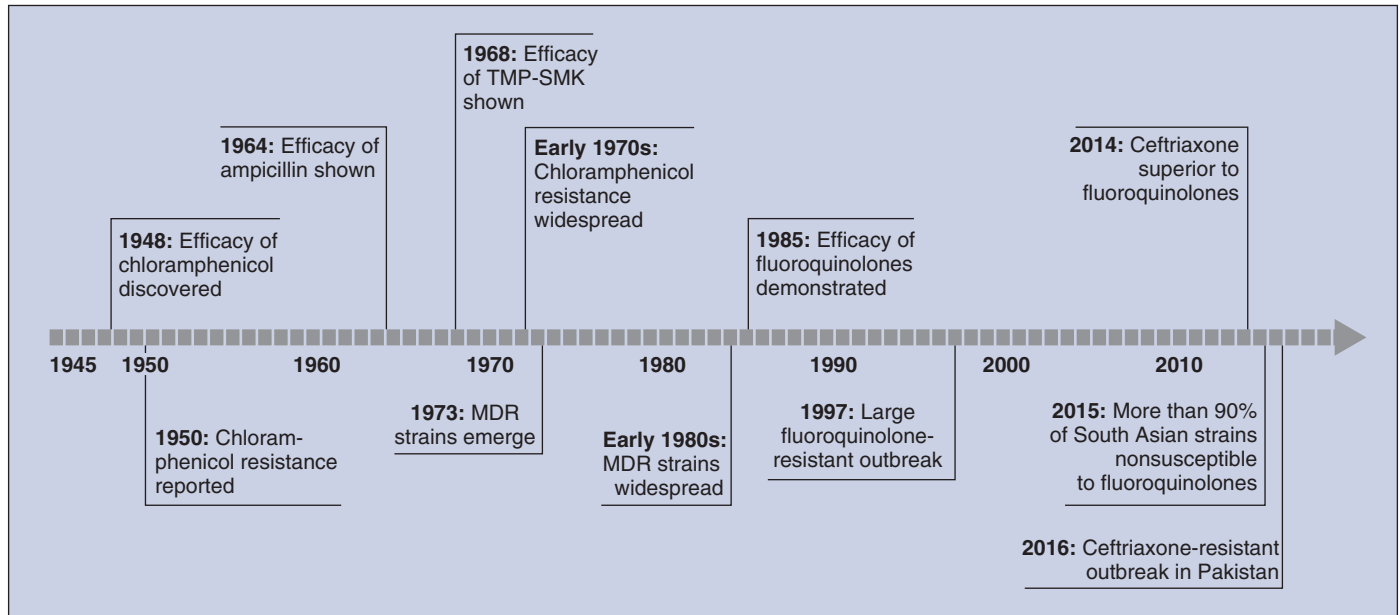 1968: Efficacy
of TMP-SMK
shown
1964: Efficacy of
ampicillin shown
Early 1970s:
Chloramphenicol
resistance
widespread
2014: Ceftriaxone
superior to
fluoroquinolones
1948: Efficacy of
chloramphenicol
discovered
1985: Efficacy of
fluoroquinolones
demonstrated
1945 1950 1960 1970 1980 1990 2000 2010
1950: Chloram-
phenicol resistance
reported
1973: MDR
strains emerge
Early 1980s:
MDR strains
widespread
1997: Large
fluoroquinolone-
resistant outbreak
2015: More than 90%
of South Asian strains
nonsusceptible
to fluoroquinolones
2016: Ceftriaxone-resistant
outbreak in Pakistan